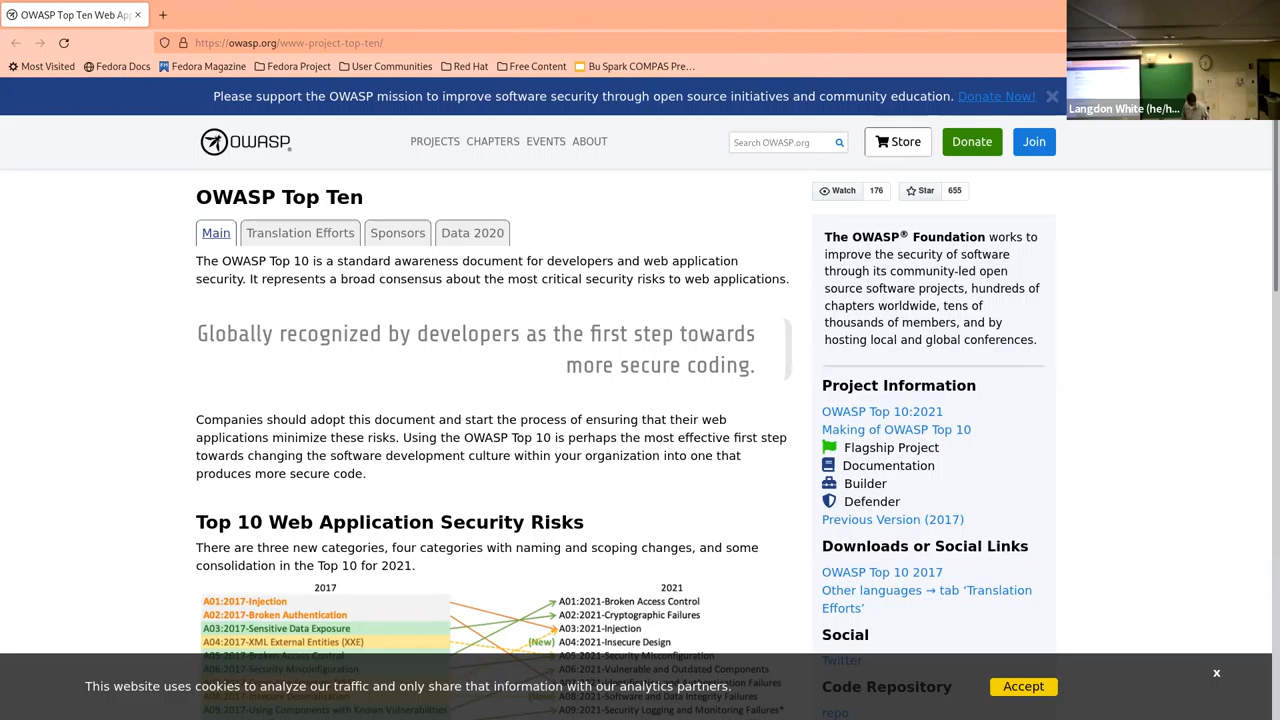 OWASP Top Ten Web Ap
https://owasp.org/www-project-top-ten/
Most Visited
Fedora Docs
Fedora Magazine
Fedora Project
User Communities
Red Hat
Free Content
Bu Spark COMPAS Pre...
Langdon White (he/h...
Please support the OWASP mission to improve software security through open source initiatives and community education. Donate Now!
OWASP
PROJECTS CHAPTERS EVENTS ABOUT
Search OWASP.org
Store
Donate
Join
OWASP Top Ten
Main
Translation Efforts
Sponsors
Data 2020
The OWASP Top 10 is a standard awareness document for developers and web application
security. It represents a broad consensus about the most critical security risks to web applications.
Globally recognized by developers as the first step towards
more secure coding.
Companies should adopt this document and start the process of ensuring that their web
applications minimize these risks. Using the OWASP Top 10 is perhaps the most effective first step
towards changing the software development culture within your organization into one that
produces more secure code.
Top 10 Web Application Security Risks
There are three new categories, four categories with naming and scoping changes, and some
consolidation in the Top 10 for 2021.
2017
A01:2017-Injection
A02:2017-Broken Authentication
A03:2017-Sensitive Data Exposure
A04:2017-XML External Entities (XXE)
A05:2017-Broken Access Control
A06:2017-Security Misconfiguration
A09:2017-Using Components with Known Vulnerabilities
(New)
2021
A01:2021-Broken Access Control
A02:2021-Cryptographic Failures
A03:2021-Injection
A04:2021-Insecure Design
A05:2021-Security Misconfiguration
A06:2021-Vulnerable and Outdated Components
A07:2021-Identification and Authentication Failures
A08:2021-Software and Data Integrity Failures
A09:2021-Security Logging and Monitoring Failures*
Watch 176
Star 655
The OWASP® Foundation works to
improve the security of software
through its community-led open
source software projects, hundreds of
chapters worldwide, tens of
thousands of members, and by
hosting local and global conferences.
Project Information
OWASP Top 10:2021
Making of OWASP Top 10
Flagship Project
Documentation
Builder
Defender
Previous Version (2017)
Downloads or Social Links
OWASP Top 10 2017
Other languages → tab ‘Translation
Efforts’
Social
Twitter
Code Repository
repo
This website uses cookies to analyze our traffic and only share that information with our analytics partners.
Accept
x